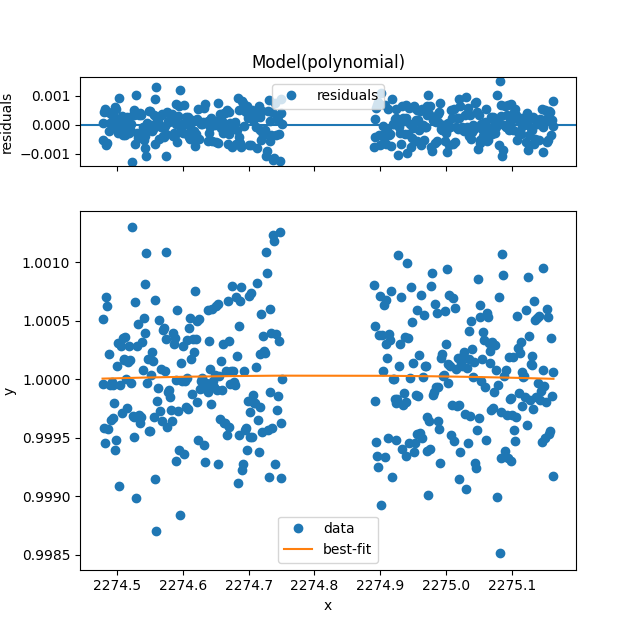 Model(polynomial)
residuals
0.001
0.000
−0.001
residuals
y
1.0010
1.0005
1.0000
0.9995
0.9990
0.9985
data
best-fit
2274.5
2274.6
2274.7
2274.8
2274.9
2275.0
2275.1
x